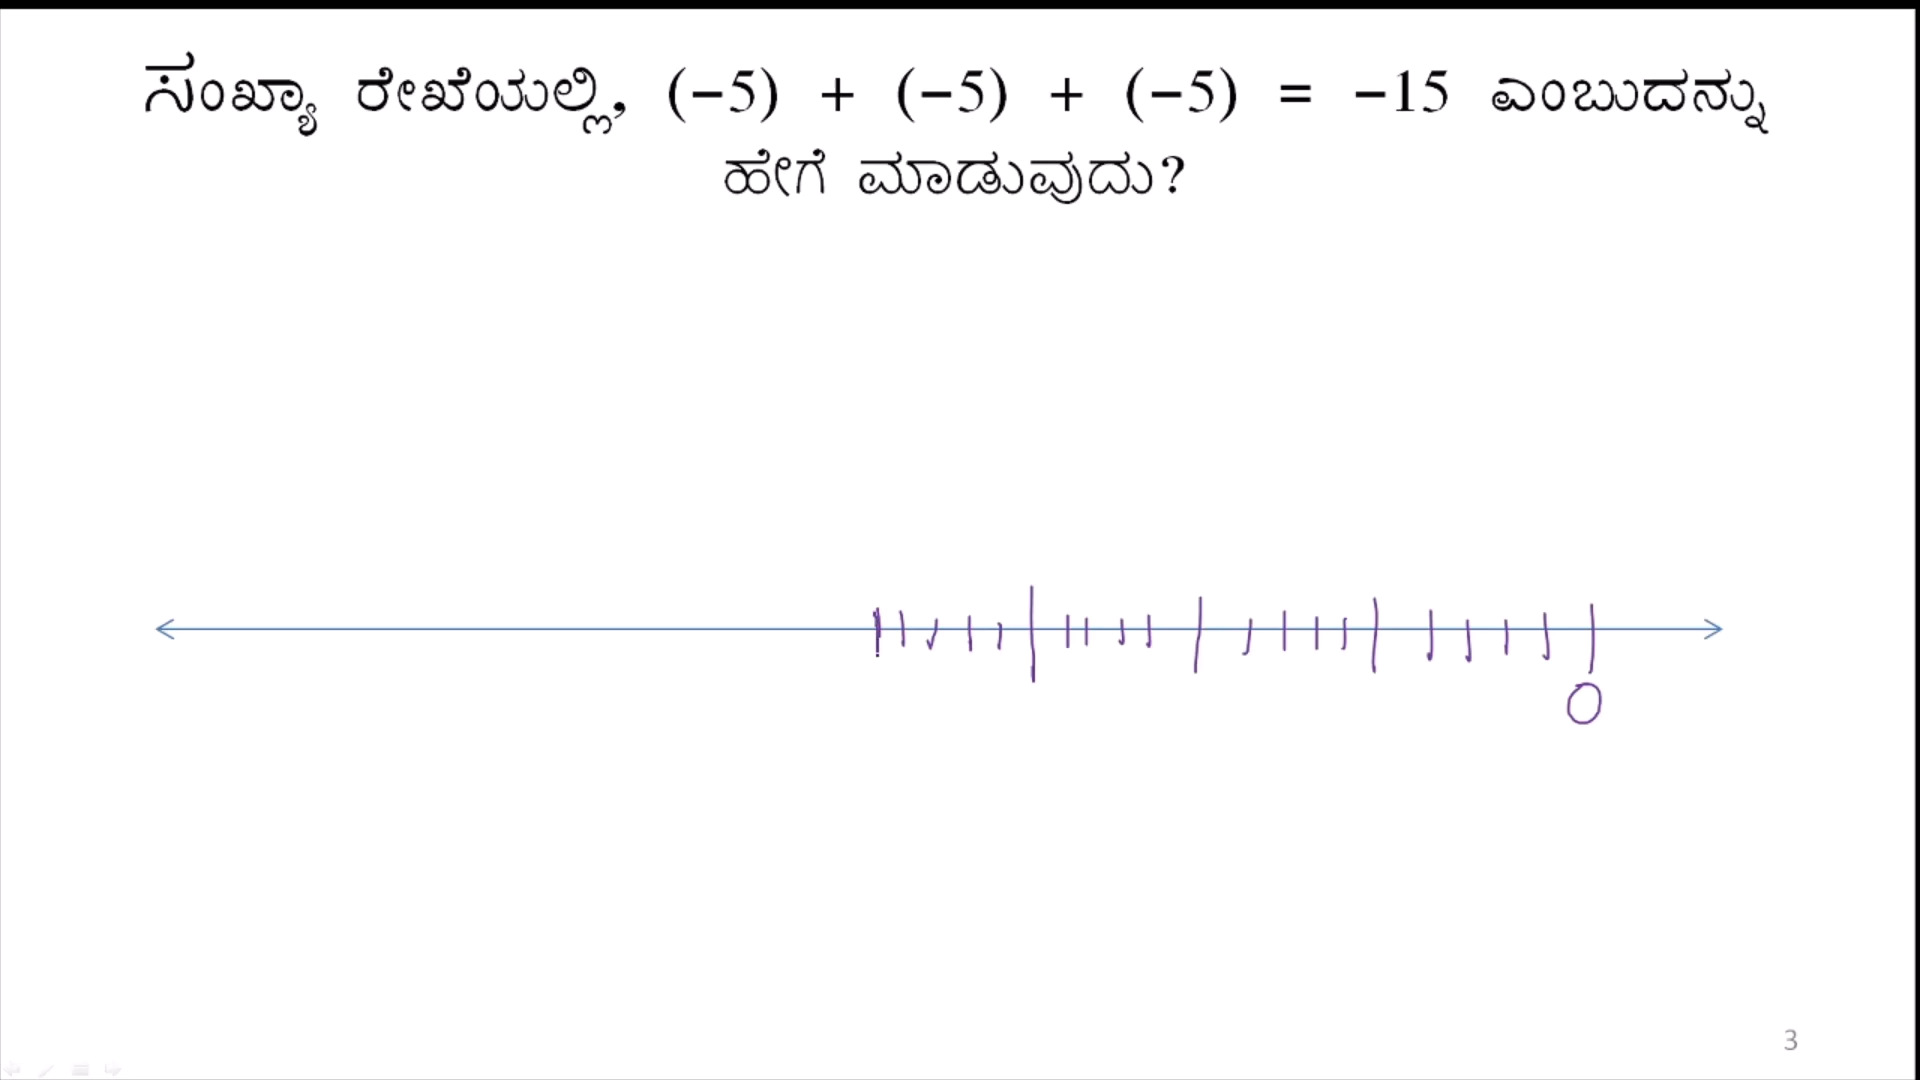 ಸಂಖ್ಯಾ ರೇಖೆಯಲ್ಲಿ, (−5) + (−5) + (−5) = −15 ಎಂಬುದನ್ನು
ಹೇಗೆ ಮಾಡುವುದು?
0
3